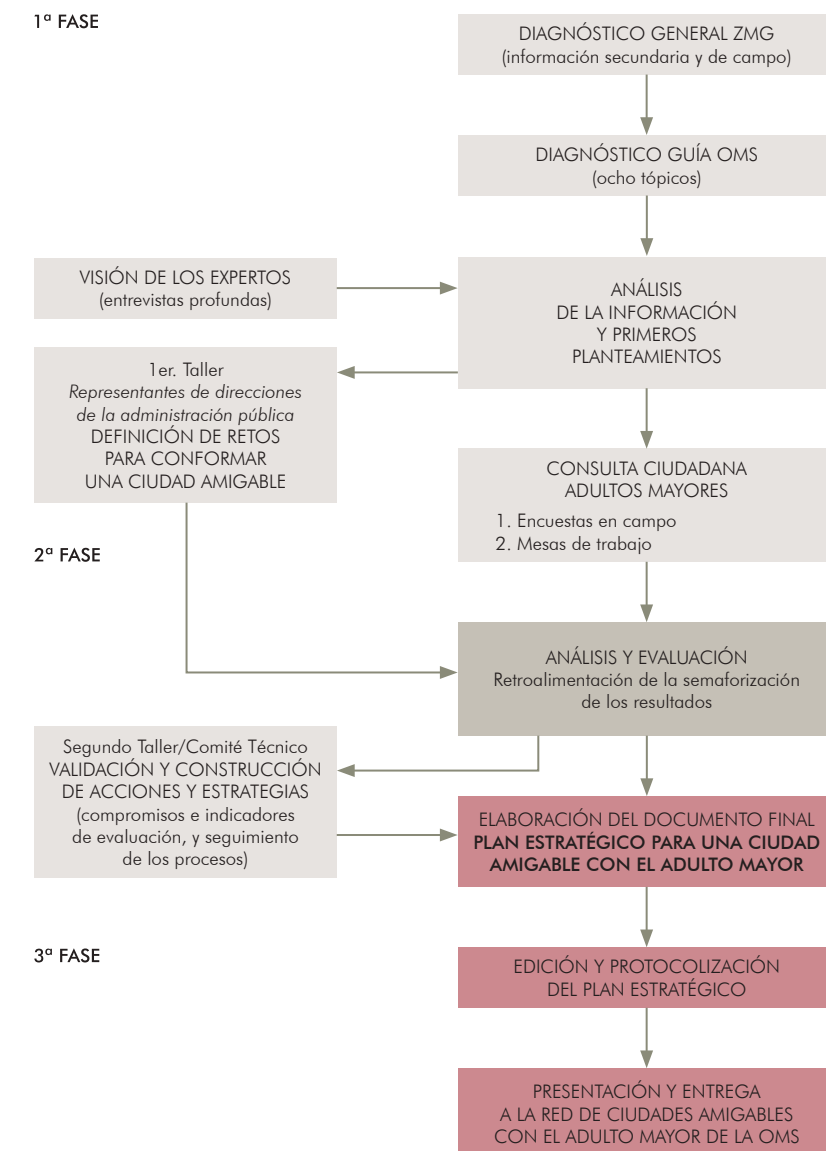 1ª FASE
DIAGNÓSTICO GENERAL ZMG
(información secundaria y de campo)
DIAGNÓSTICO GUÍA OMS
(ocho tópicos)
VISIÓN DE LOS EXPERTOS
(entrevistas profundas)
ANÁLISIS
DE LA INFORMACIÓN
Y PRIMEROS
PLANTEAMIENTOS
1er. Taller
Representantes de direcciones
de la administración pública
DEFINICIÓN DE RETOS
PARA CONFORMAR
UNA CIUDAD AMIGABLE
CONSULTA CIUDADANA
ADULTOS MAYORES
1. Encuestas en campo
2. Mesas de trabajo
2ª FASE
ANÁLISIS Y EVALUACIÓN
Retroalimentación de la semaforización
de los resultados
Segundo Taller/Comité Técnico
VALIDACIÓN Y CONSTRUCCIÓN
DE ACCIONES Y ESTRATEGIAS
(compromisos e indicadores
de evaluación, y seguimiento
de los procesos)
ELABORACIÓN DEL DOCUMENTO FINAL
PLAN ESTRATÉGICO PARA UNA CIUDAD
AMIGABLE CON EL ADULTO MAYOR
3ª FASE
EDICIÓN Y PROTOCOLIZACIÓN
DEL PLAN ESTRATÉGICO
PRESENTACIÓN Y ENTREGA
A LA RED DE CIUDADES AMIGABLES
CON EL ADULTO MAYOR DE LA OMS